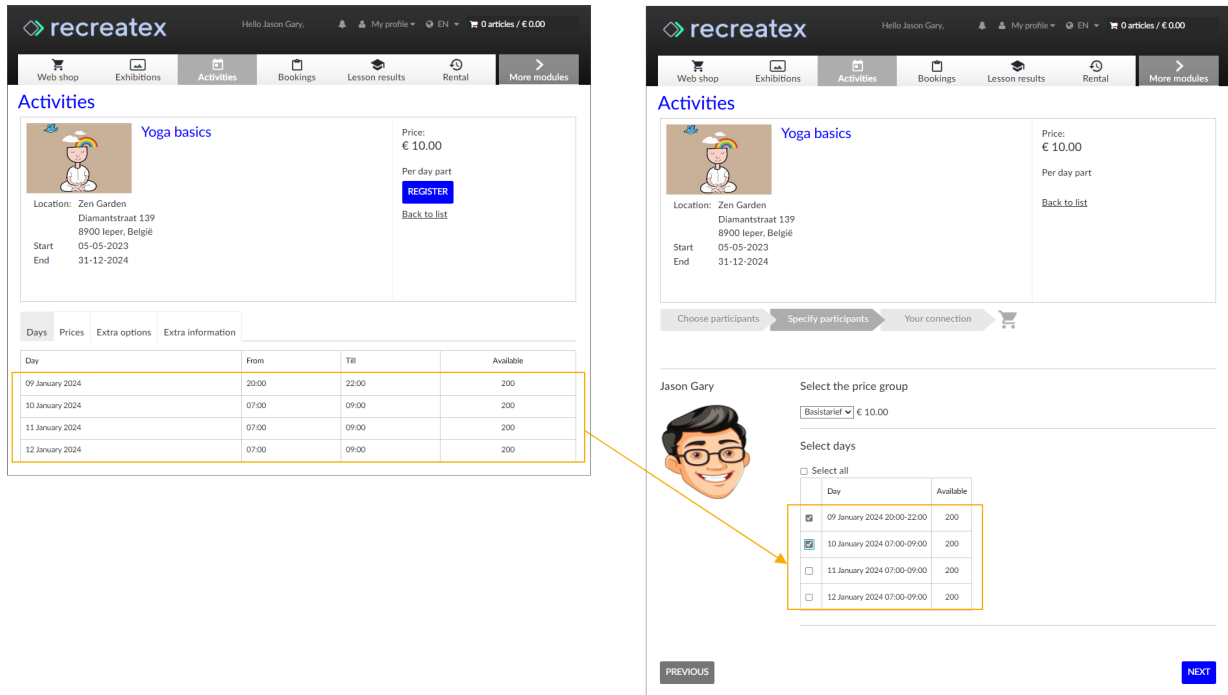 recreatex
Hello Jason Gary, My profile EN 0 articles / € 0.00
Web shop Exhibitions Activities Bookings Lesson results Rental More modules
Activities
Yoga basics
Location: Zen Garden
Diamantstraat 139
8900 Ieper, België
Start 05-05-2023
End 31-12-2024
Price:
€ 10.00
Per day part
REGISTER
Back to list
Days Prices Extra options Extra information
Day From Till Available
09 January 2024 20:00 22:00 200
10 January 2024 07:00 09:00 200
11 January 2024 07:00 09:00 200
12 January 2024 07:00 09:00 200
recreatex
Hello Jason Gary, My profile EN 0 articles / € 0.00
Web shop Exhibitions Activities Bookings Lesson results Rental More modules
Activities
Yoga basics
Location: Zen Garden
Diamantstraat 139
8900 Ieper, België
Start 05-05-2023
End 31-12-2024
Price:
€ 10.00
Per day part
Back to list
Choose participants Specify participants Your connection
Jason Gary
Select the price group
Basistarief € 10.00
Select days
Select all
Day Available
09 January 2024 20:00-22:00 200
10 January 2024 07:00-09:00 200
11 January 2024 07:00-09:00 200
12 January 2024 07:00-09:00 200
PREVIOUS NEXT